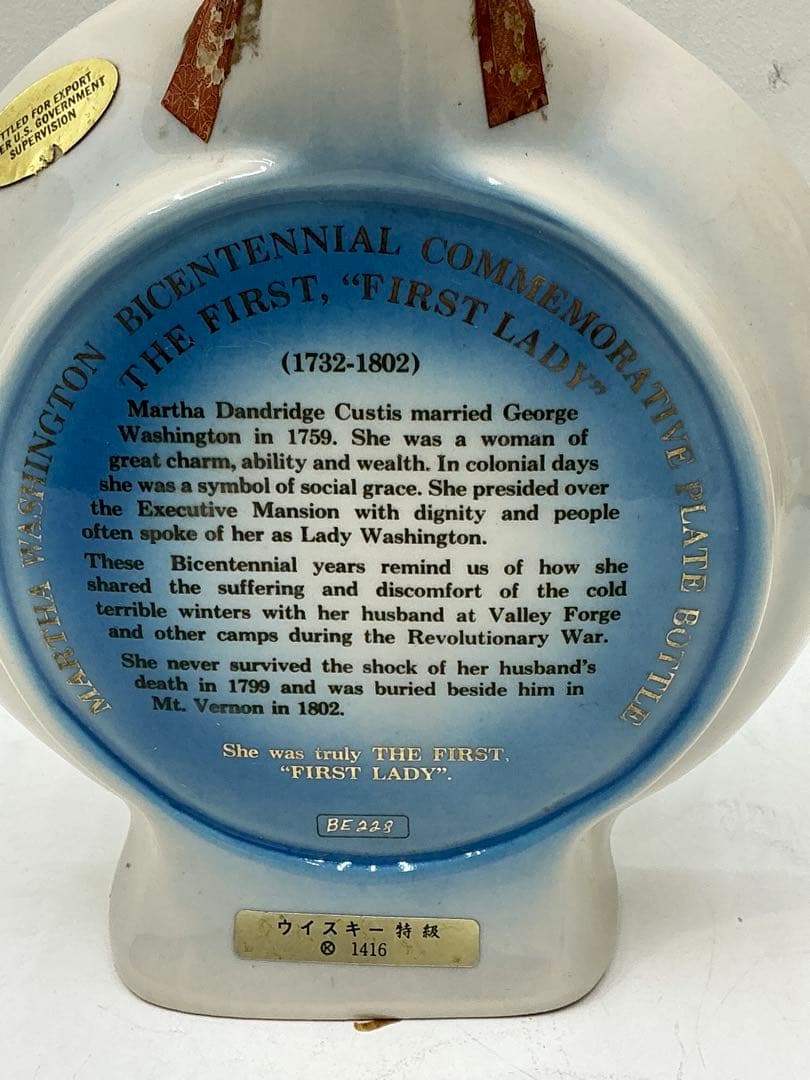 TTLED FOR EXPORT
ER U.S. GOVERNMENT
SUPERVISION
MARTHA WASHINGTON BICENTENNIAL COMMEMORATIVE PLATE BOTTLE
THE FIRST, “FIRST LADY”
(1732-1802)
Martha Dandridge Custis married George
Washington in 1759. She was a woman of
great charm, ability and wealth. In colonial days
she was a symbol of social grace. She presided over
the Executive Mansion with dignity and people
often spoke of her as Lady Washington.
These Bicentennial years remind us of how she
shared the suffering and discomfort of the cold
terrible winters with her husband at Valley Forge
and other camps during the Revolutionary War.
She never survived the shock of her husband's
death in 1799 and was buried beside him in
Mt. Vernon in 1802.
She was truly THE FIRST,
“FIRST LADY”.
BE228
ウイスキー特級
Ⓚ 1416